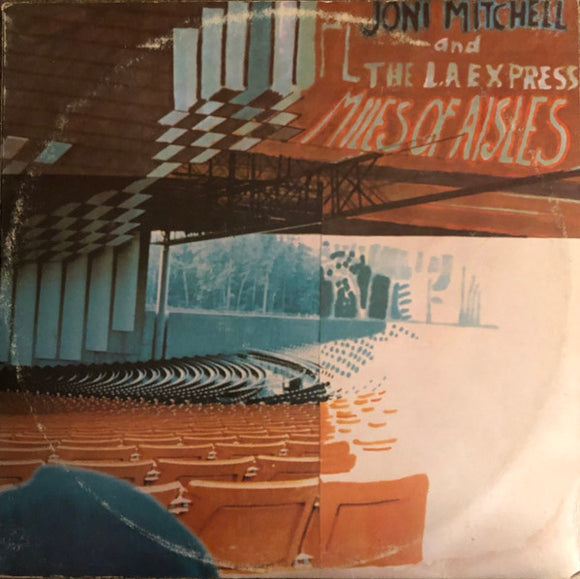 JONI MITCHELL
and
THE L.A EXPRESS
MILES OF AISLES